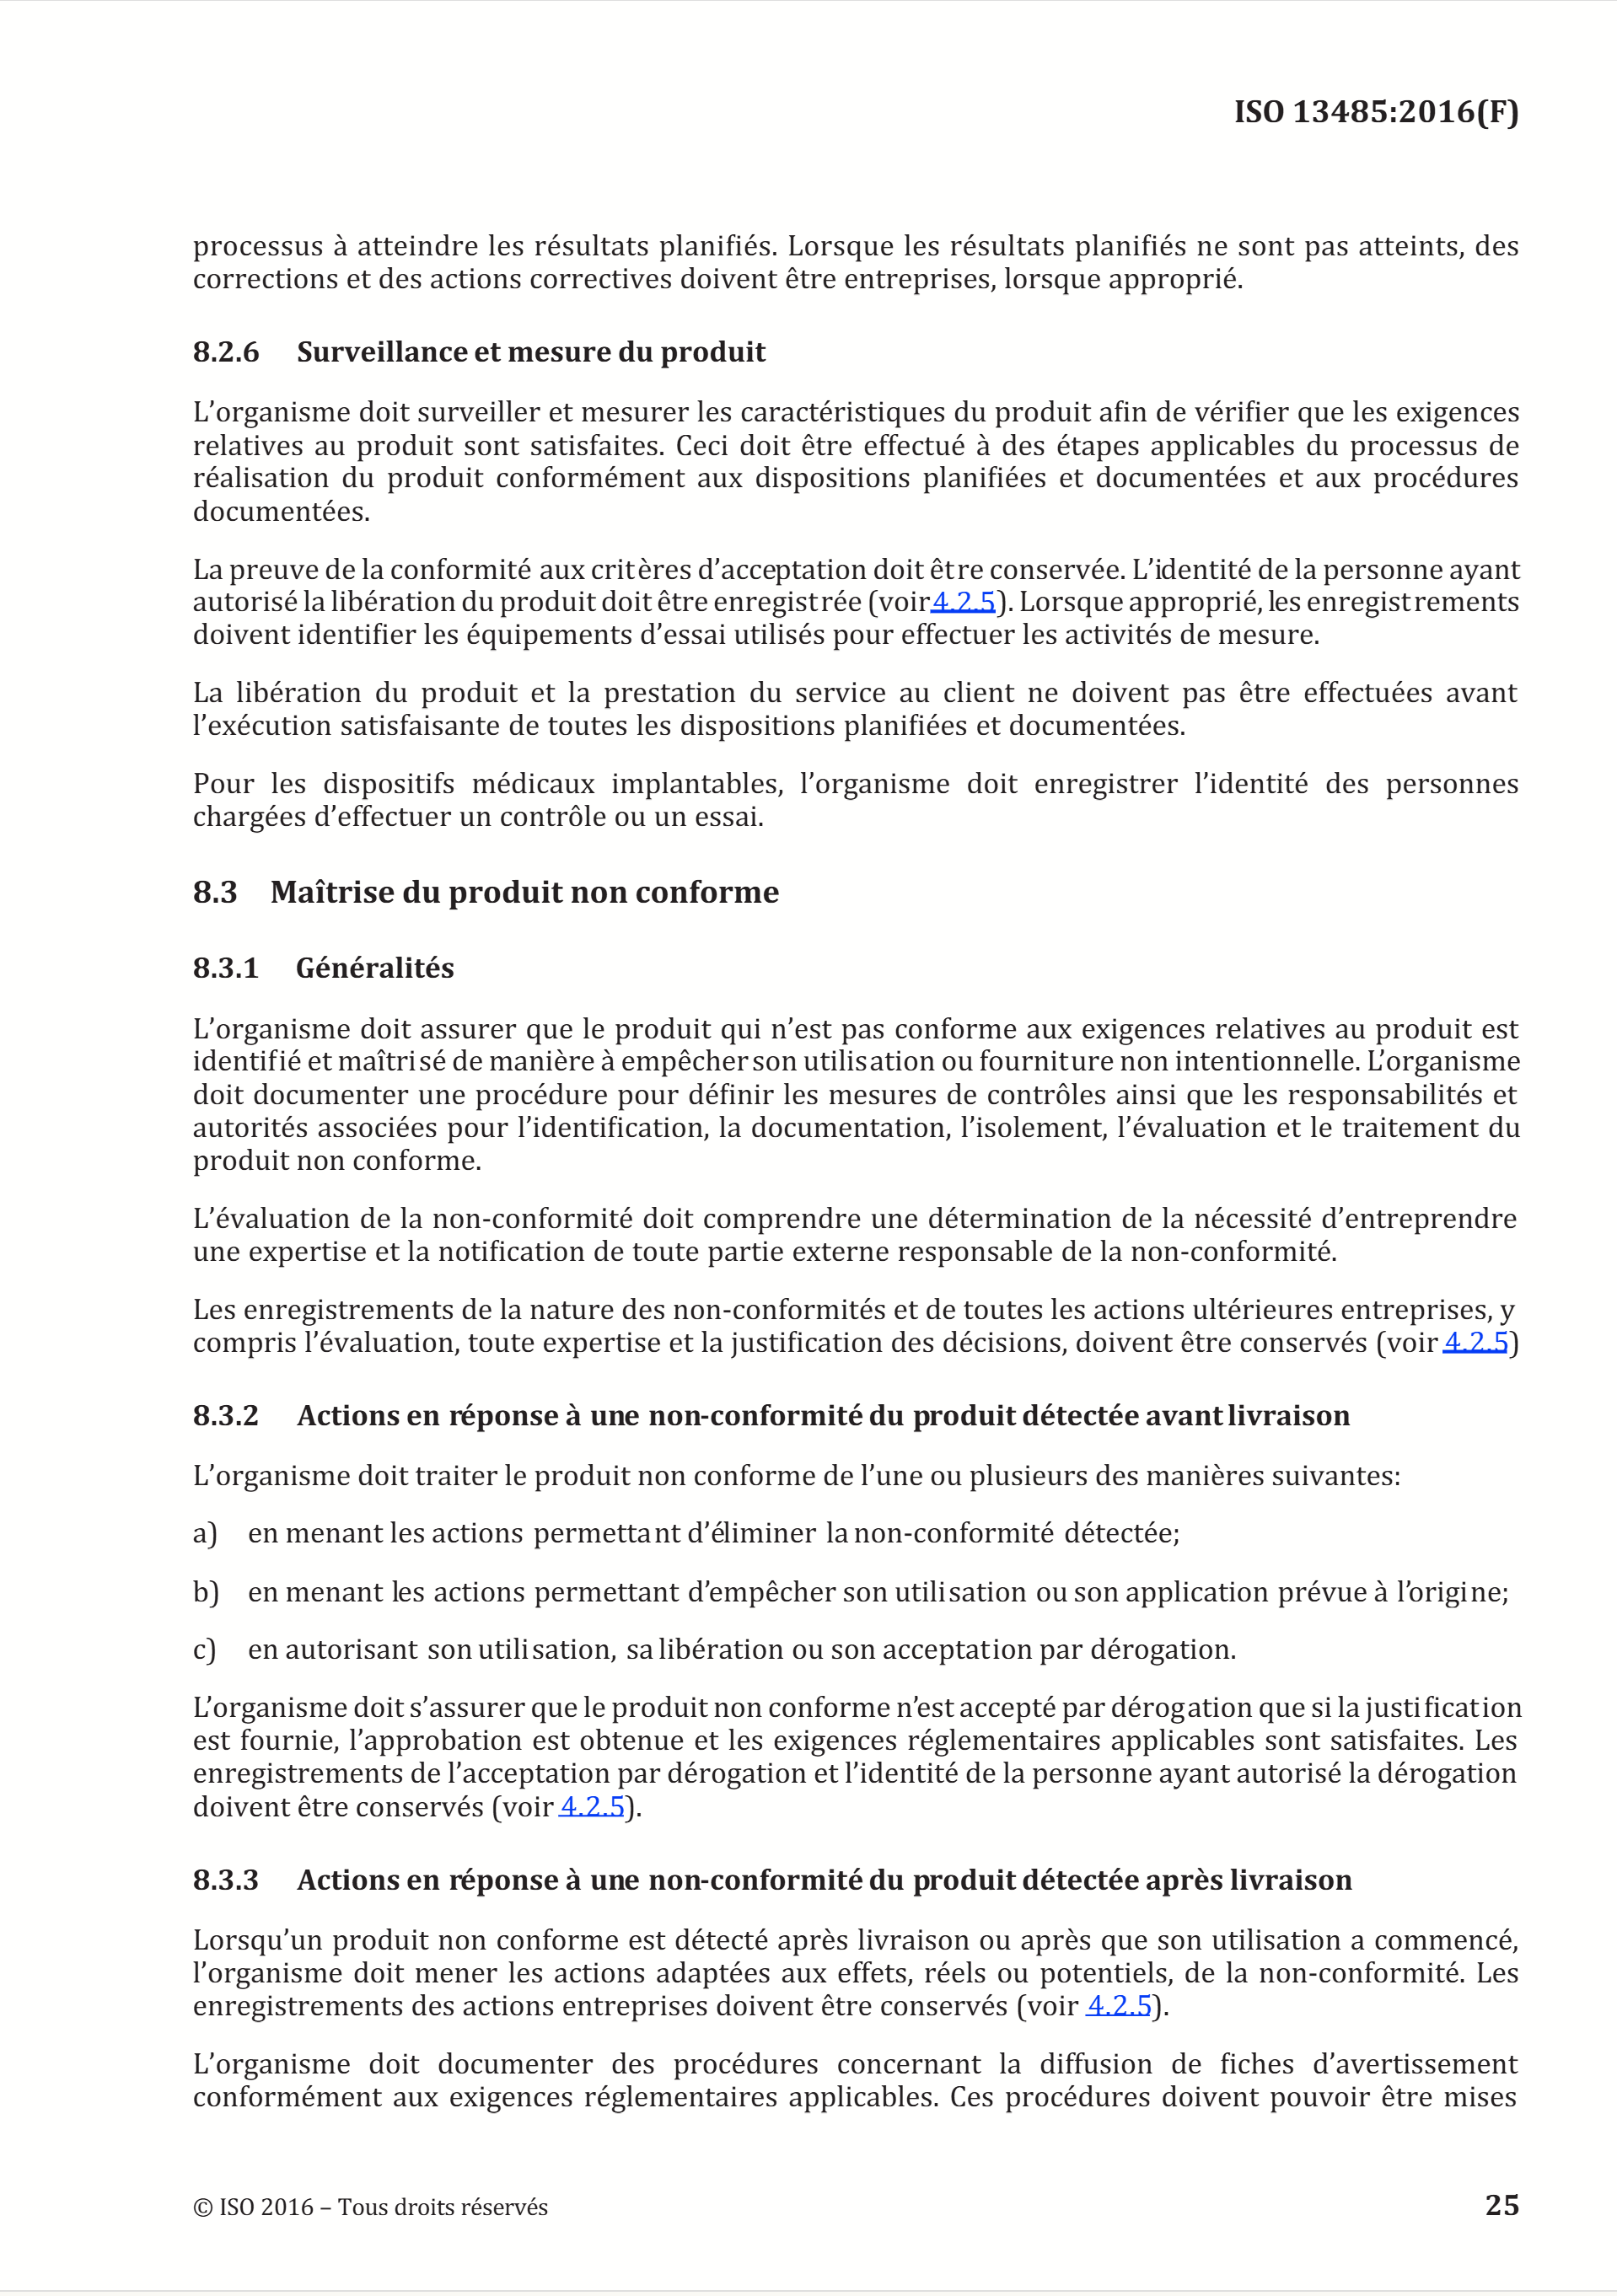 ISO 13485:2016(F)
processus à atteindre les résultats planifiés. Lorsque les résultats planifiés ne sont pas atteints, des
corrections et des actions correctives doivent être entreprises, lorsque approprié.
8.2.6 Surveillance et mesure du produit
L’organisme doit surveiller et mesurer les caractéristiques du produit afin de vérifier que les exigences
relatives au produit sont satisfaites. Ceci doit être effectué à des étapes applicables du processus de
réalisation du produit conformément aux dispositions planifiées et documentées et aux procédures
documentées.
La preuve de la conformité aux critères d’acceptation doit être conservée. L’identité de la personne ayant
autorisé la libération du produit doit être enregistrée (voir 4.2.5). Lorsque approprié, les enregistrements
doivent identifier les équipements d’essai utilisés pour effectuer les activités de mesure.
La libération du produit et la prestation du service au client ne doivent pas être effectuées avant
l’exécution satisfaisante de toutes les dispositions planifiées et documentées.
Pour les dispositifs médicaux implantables, l’organisme doit enregistrer l’identité des personnes
chargées d’effectuer un contrôle ou un essai.
8.3 Maîtrise du produit non conforme
8.3.1 Généralités
L’organisme doit assurer que le produit qui n’est pas conforme aux exigences relatives au produit est
identifié et maîtrisé de manière à empêcher son utilisation ou fourniture non intentionnelle. L’organisme
doit documenter une procédure pour définir les mesures de contrôles ainsi que les responsabilités et
autorités associées pour l’identification, la documentation, l’isolement, l’évaluation et le traitement du
produit non conforme.
L’évaluation de la non-conformité doit comprendre une détermination de la nécessité d’entreprendre
une expertise et la notification de toute partie externe responsable de la non-conformité.
Les enregistrements de la nature des non-conformités et de toutes les actions ultérieures entreprises, y
compris l’évaluation, toute expertise et la justification des décisions, doivent être conservés (voir 4.2.5)
8.3.2 Actions en réponse à une non-conformité du produit détectée avant livraison
L’organisme doit traiter le produit non conforme de l’une ou plusieurs des manières suivantes:
a) en menant les actions permettant d’éliminer la non-conformité détectée;
b) en menant les actions permettant d’empêcher son utilisation ou son application prévue à l’origine;
c) en autorisant son utilisation, sa libération ou son acceptation par dérogation.
L’organisme doit s’assurer que le produit non conforme n’est accepté par dérogation que si la justification
est fournie, l’approbation est obtenue et les exigences réglementaires applicables sont satisfaites. Les
enregistrements de l’acceptation par dérogation et l’identité de la personne ayant autorisé la dérogation
doivent être conservés (voir 4.2.5).
8.3.3 Actions en réponse à une non-conformité du produit détectée après livraison
Lorsqu’un produit non conforme est détecté après livraison ou après que son utilisation a commencé,
l’organisme doit mener les actions adaptées aux effets, réels ou potentiels, de la non-conformité. Les
enregistrements des actions entreprises doivent être conservés (voir 4.2.5).
L’organisme doit documenter des procédures concernant la diffusion de fiches d’avertissement
conformément aux exigences réglementaires applicables. Ces procédures doivent pouvoir être mises
© ISO 2016 – Tous droits réservés 25